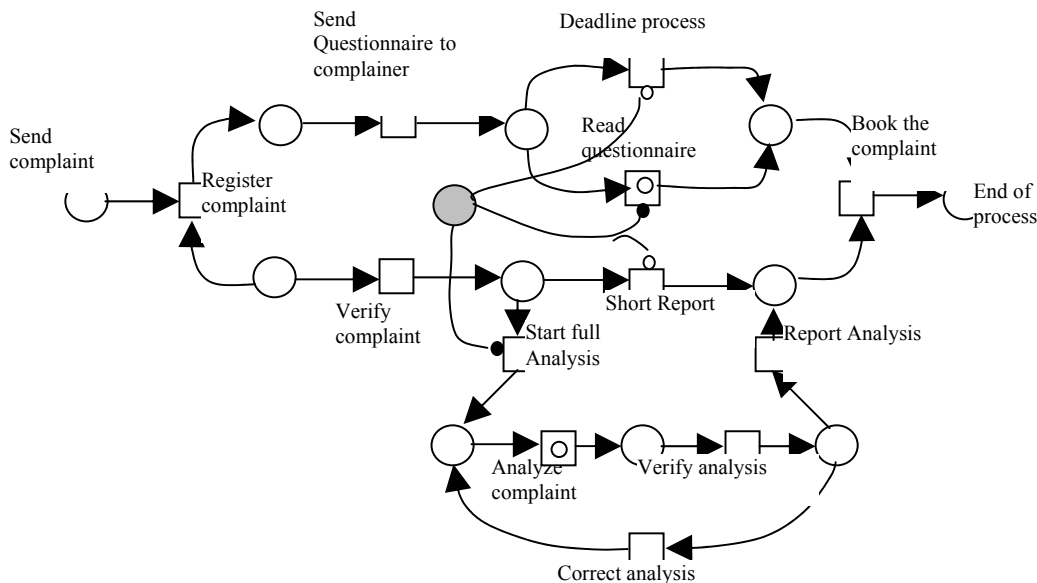 Send
Questionnaire to
complainer
Deadline process
Send
complaint
Register
complaint
Read
questionnaire
Book the
complaint
End of
process
Verify
complaint
Short Report
Start full
Analysis
Report Analysis
Analyze
complaint
Verify analysis
Correct analysis